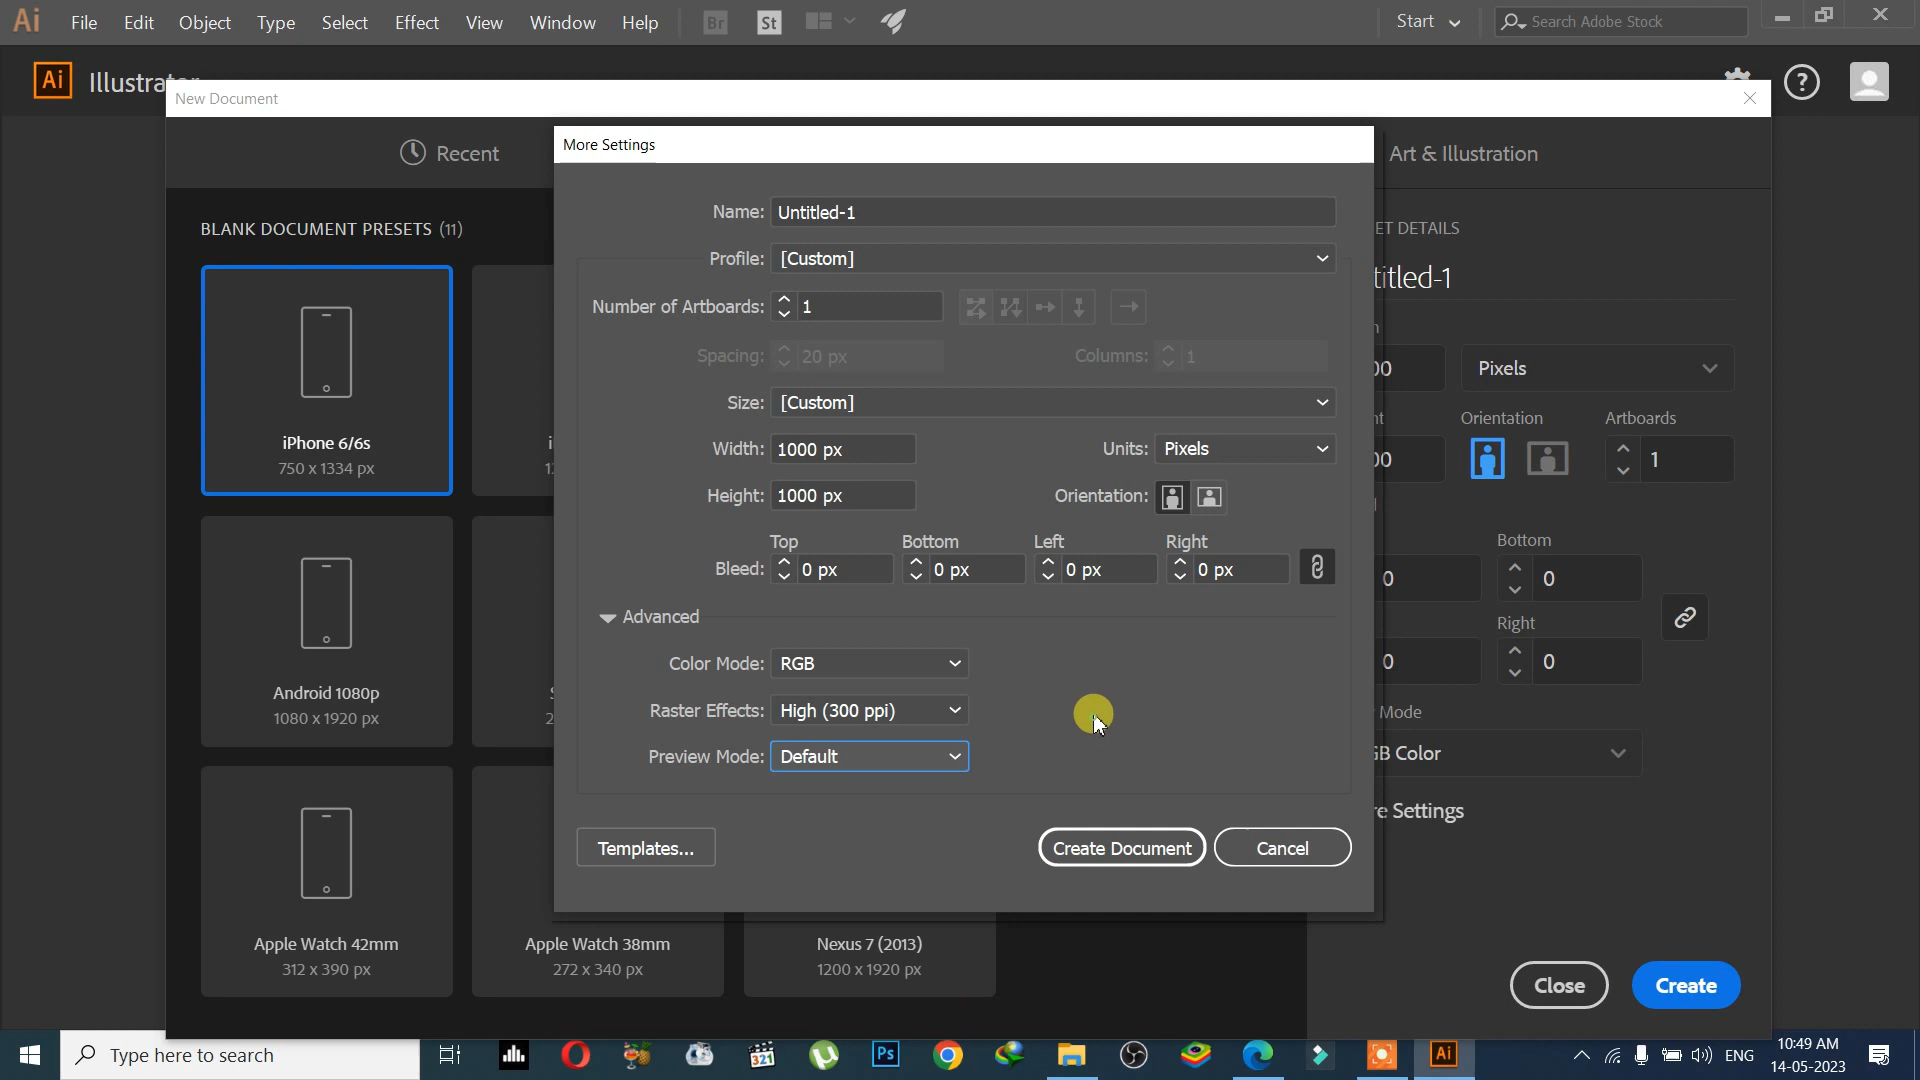 Ai File Edit Object Type Select Effect View Window Help Br St Start Search Adobe Stock
Ai Illustrator
New Document
Recent
Art & Illustration
More Settings
BLANK DOCUMENT PRESETS (11)
iPhone 6/6s
750 x 1334 px
Android 1080p
1080 x 1920 px
Apple Watch 42mm
312 x 390 px
Apple Watch 38mm
272 x 340 px
Nexus 7 (2013)
1200 x 1920 px
Name: Untitled-1
Profile: [Custom]
Number of Artboards: 1
Spacing: 20 px Columns: 1
Size: [Custom]
Width: 1000 px Units: Pixels
Height: 1000 px Orientation:
Top Bottom Left Right
Bleed: 0 px 0 px 0 px 0 px
Advanced
Color Mode: RGB
Raster Effects: High (300 ppi)
Preview Mode: Default
Templates... Create Document Cancel
ET DETAILS
titled-1
00 Pixels
Orientation Artboards
00 1
Bottom
0 0
Right
0 0
Mode
GB Color
re Settings
Close Create
Type here to search
321
Ps
Ai
ENG
10:49 AM
14-05-2023